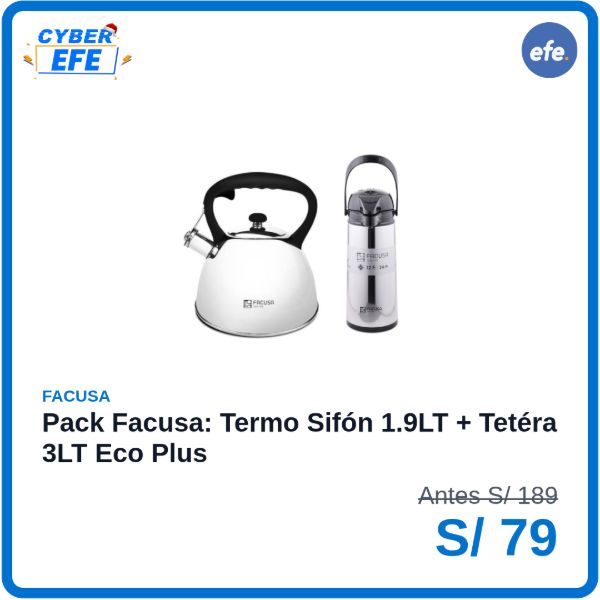 CYBER
EFE
efe.
FACUSA
FACUSA
FACUSA
Pack Facusa: Termo Sifón 1.9LT + Tetéra
3LT Eco Plus
Antes S/ 189
S/ 79